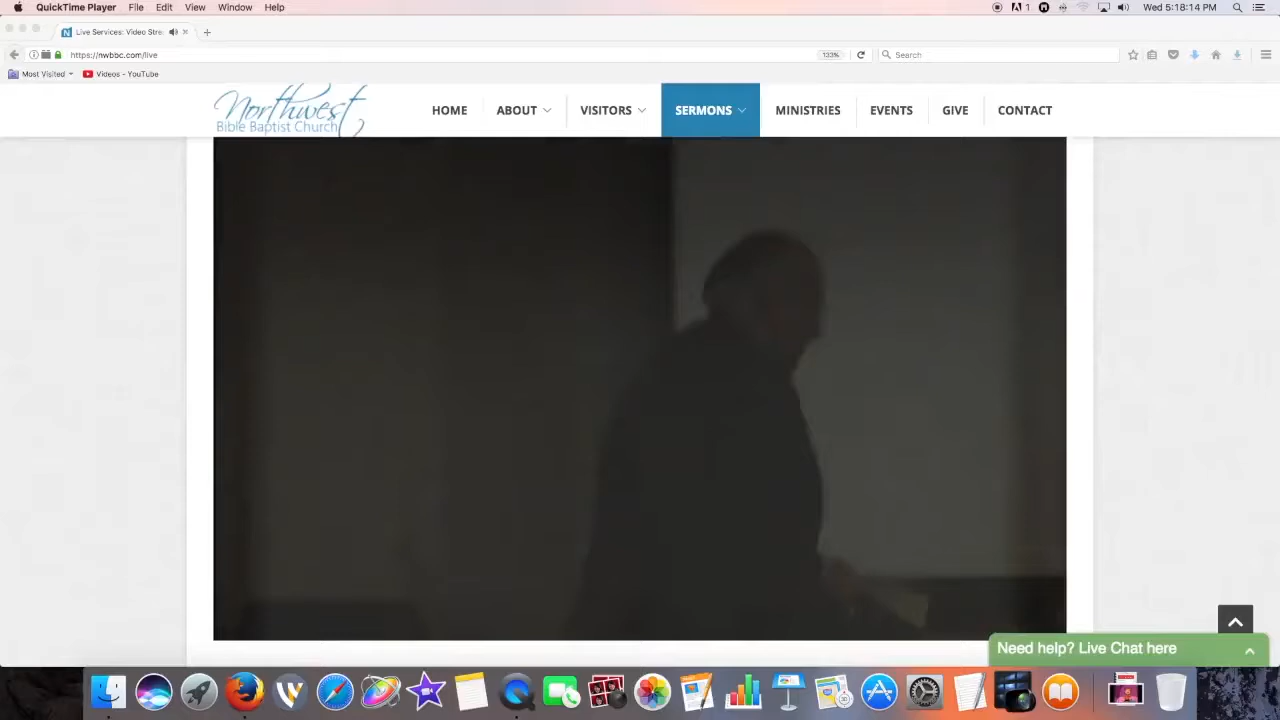 QuickTime Player File Edit View Window Help 1 Wed 5:18:14 PM
Live Services: Video Stre
https://nwbbc.com/live 133% Search
Most Visited Videos - YouTube
Northwest
Bible Baptist Church
HOME ABOUT VISITORS SERMONS MINISTRIES EVENTS GIVE CONTACT
Need help? Live Chat here